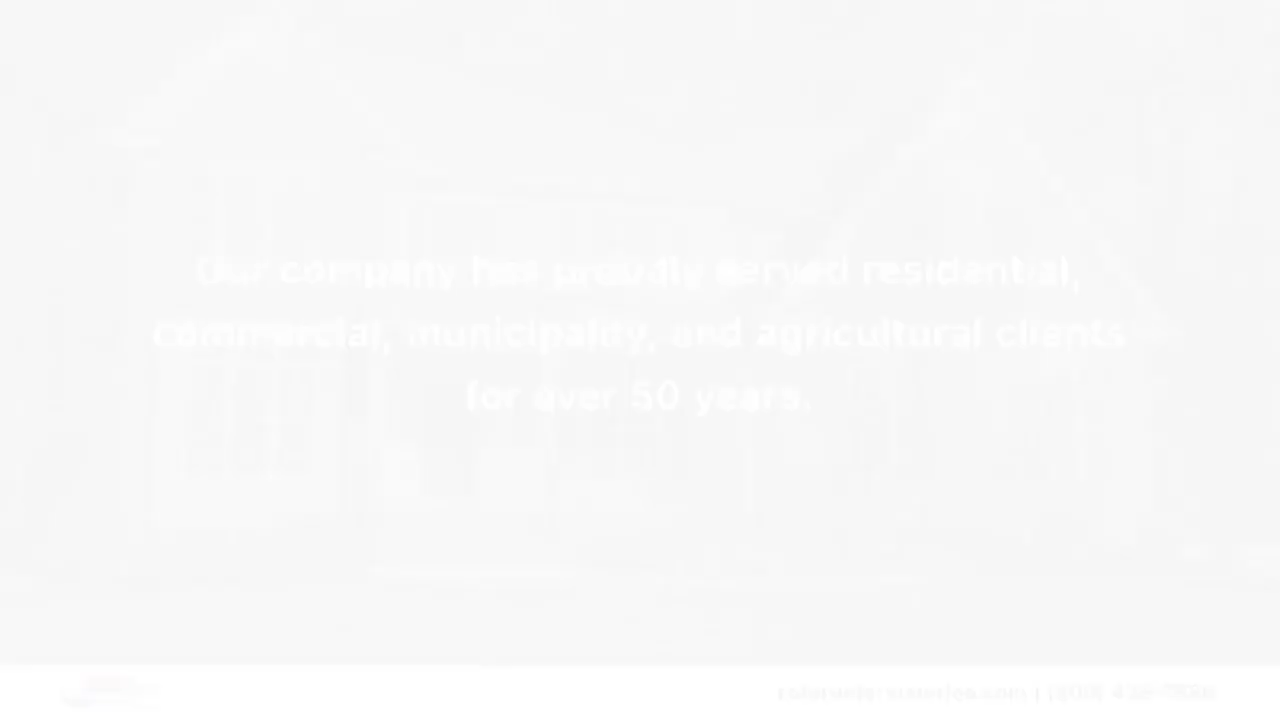 Our company has proudly served residential,
commercial, municipality, and agricultural clients
for over 50 years.